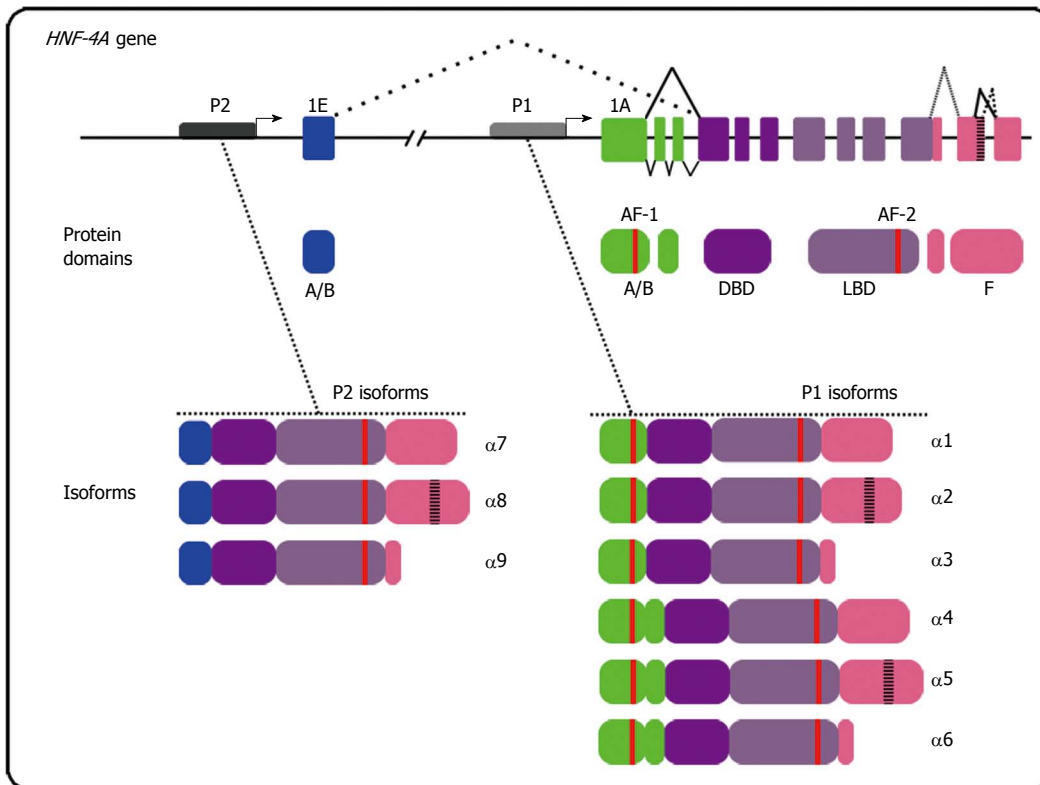 HNF-4A gene
P2
1E
P1
1A
Protein
domains
AF-1
AF-2
A/B
A/B
DBD
LBD
F
P2 isoforms
P1 isoforms
Isoforms
α7
α8
α9
α1
α2
α3
α4
α5
α6